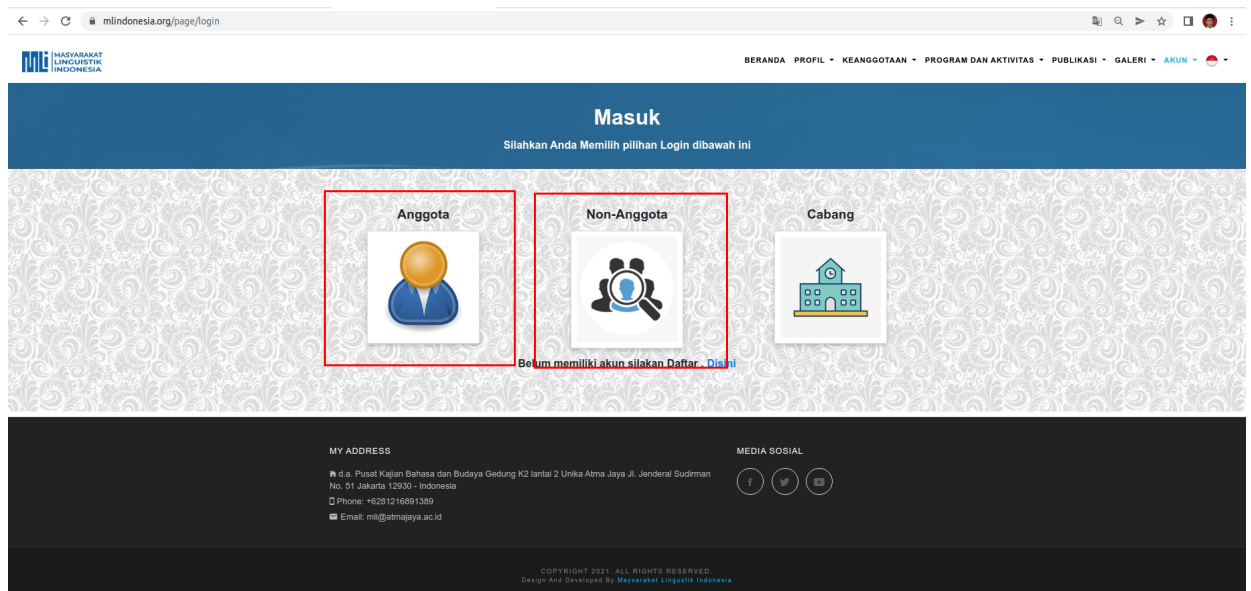 mlindonesia.org/page/login
MASYARAKAT
LINGUISTIK
INDONESIA
BERANDA PROFIL KEANGGOTAAN PROGRAM DAN AKTIVITAS PUBLIKASI GALERI AKUN
Masuk
Silahkan Anda Memilih pilihan Login dibawah ini
Anggota Non-Anggota Cabang
Belum memiliki akun silakan Daftar , Disini
MY ADDRESS
d.a. Pusat Kajian Bahasa dan Budaya Gedung K2 lantai 2 Unika Atma Jaya Jl. Jenderal Sudirman
No. 51 Jakarta 12930 - Indonesia
Phone: +6281216891389
Email: mli@atmajaya.ac.id
MEDIA SOSIAL
COPYRIGHT 2021. ALL RIGHTS RESERVED.
Design And Developed By Maysarakat Lingustik Indonesia